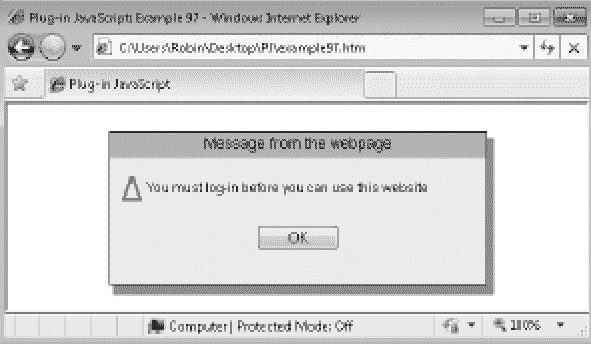 Plug-in JavaScript: Example 97 - Windows Internet Explorer
C:\Users\Robin\Desktop\PJ\example97.htm
Plug-in JavaScript
Message from the webpage
You must log-in before you can use this website
OK
Computer | Protected Mode: Off
100%